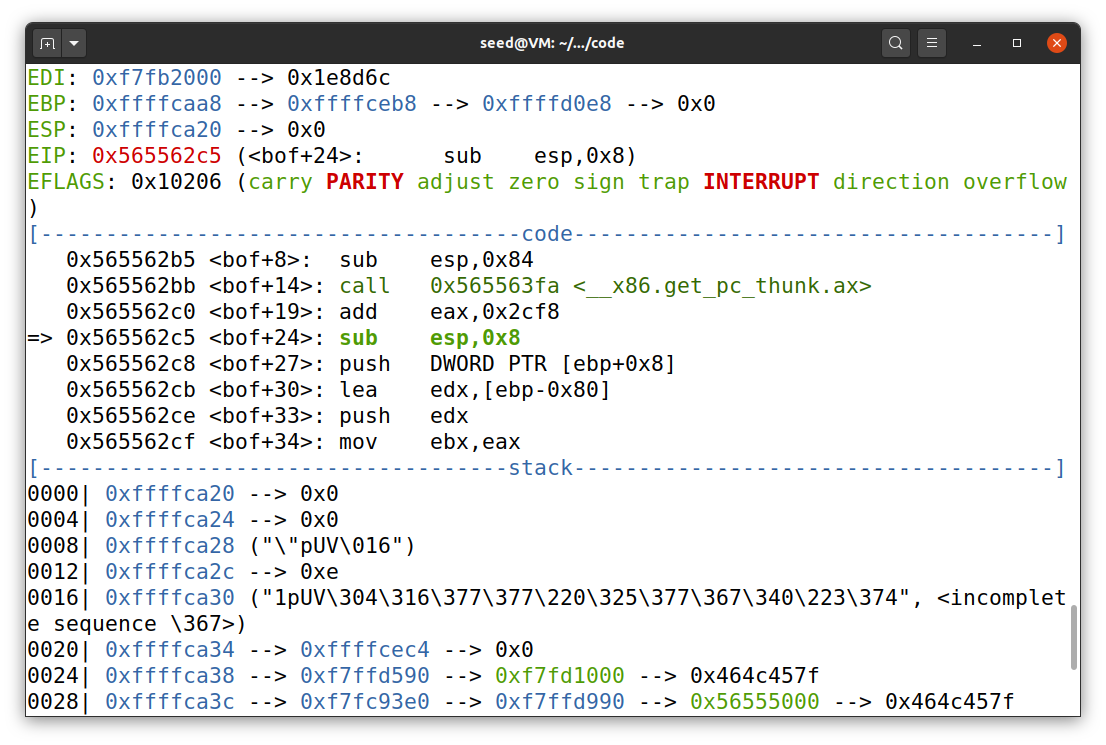 seed@VM: ~/.../code
EDI: 0xf7fb2000 --> 0x1e8d6c
EBP: 0xffffcaa8 --> 0xffffceb8 --> 0xffffd0e8 --> 0x0
ESP: 0xffffca20 --> 0x0
EIP: 0x565562c5 (<bof+24>:      sub    esp,0x8)
EFLAGS: 0x10206 (carry PARITY adjust zero sign trap INTERRUPT direction overflow
)
[-------------------------------------code-------------------------------------]
   0x565562b5 <bof+8>:  sub    esp,0x84
   0x565562bb <bof+14>: call   0x565563fa <__x86.get_pc_thunk.ax>
   0x565562c0 <bof+19>: add    eax,0x2cf8
=> 0x565562c5 <bof+24>: sub    esp,0x8
   0x565562c8 <bof+27>: push   DWORD PTR [ebp+0x8]
   0x565562cb <bof+30>: lea    edx,[ebp-0x80]
   0x565562ce <bof+33>: push   edx
   0x565562cf <bof+34>: mov    ebx,eax
[------------------------------------stack-------------------------------------]
0000| 0xffffca20 --> 0x0
0004| 0xffffca24 --> 0x0
0008| 0xffffca28 ("\"pUV\016")
0012| 0xffffca2c --> 0xe
0016| 0xffffca30 ("1pUV\304\316\377\377\220\325\377\367\340\223\374", <incomplet
e sequence \367>)
0020| 0xffffca34 --> 0xffffcec4 --> 0x0
0024| 0xffffca38 --> 0xf7ffd590 --> 0xf7fd1000 --> 0x464c457f
0028| 0xffffca3c --> 0xf7fc93e0 --> 0xf7ffd990 --> 0x56555000 --> 0x464c457f